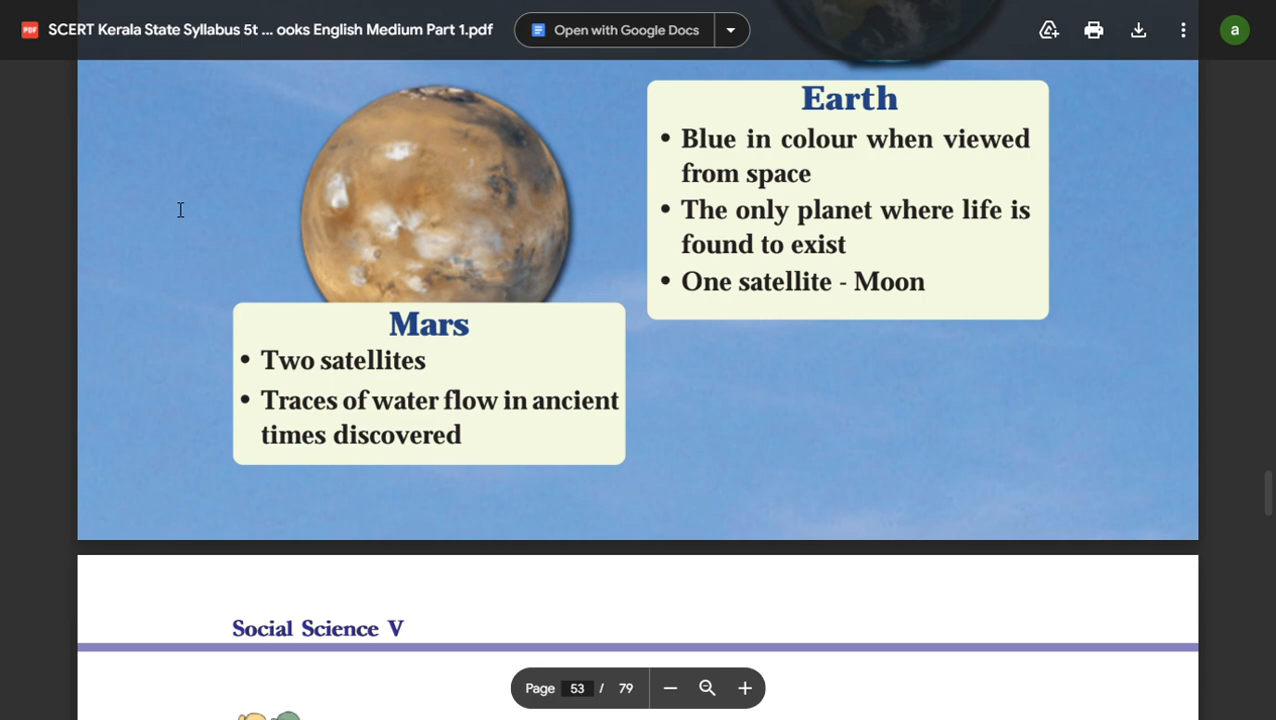 SCERT Kerala State Syllabus 5t ... ooks English Medium Part 1.pdf
Open with Google Docs
a
Earth
• Blue in colour when viewed
from space
• The only planet where life is
found to exist
• One satellite - Moon
Mars
• Two satellites
• Traces of water flow in ancient
times discovered
Social Science V
Page 53 / 79